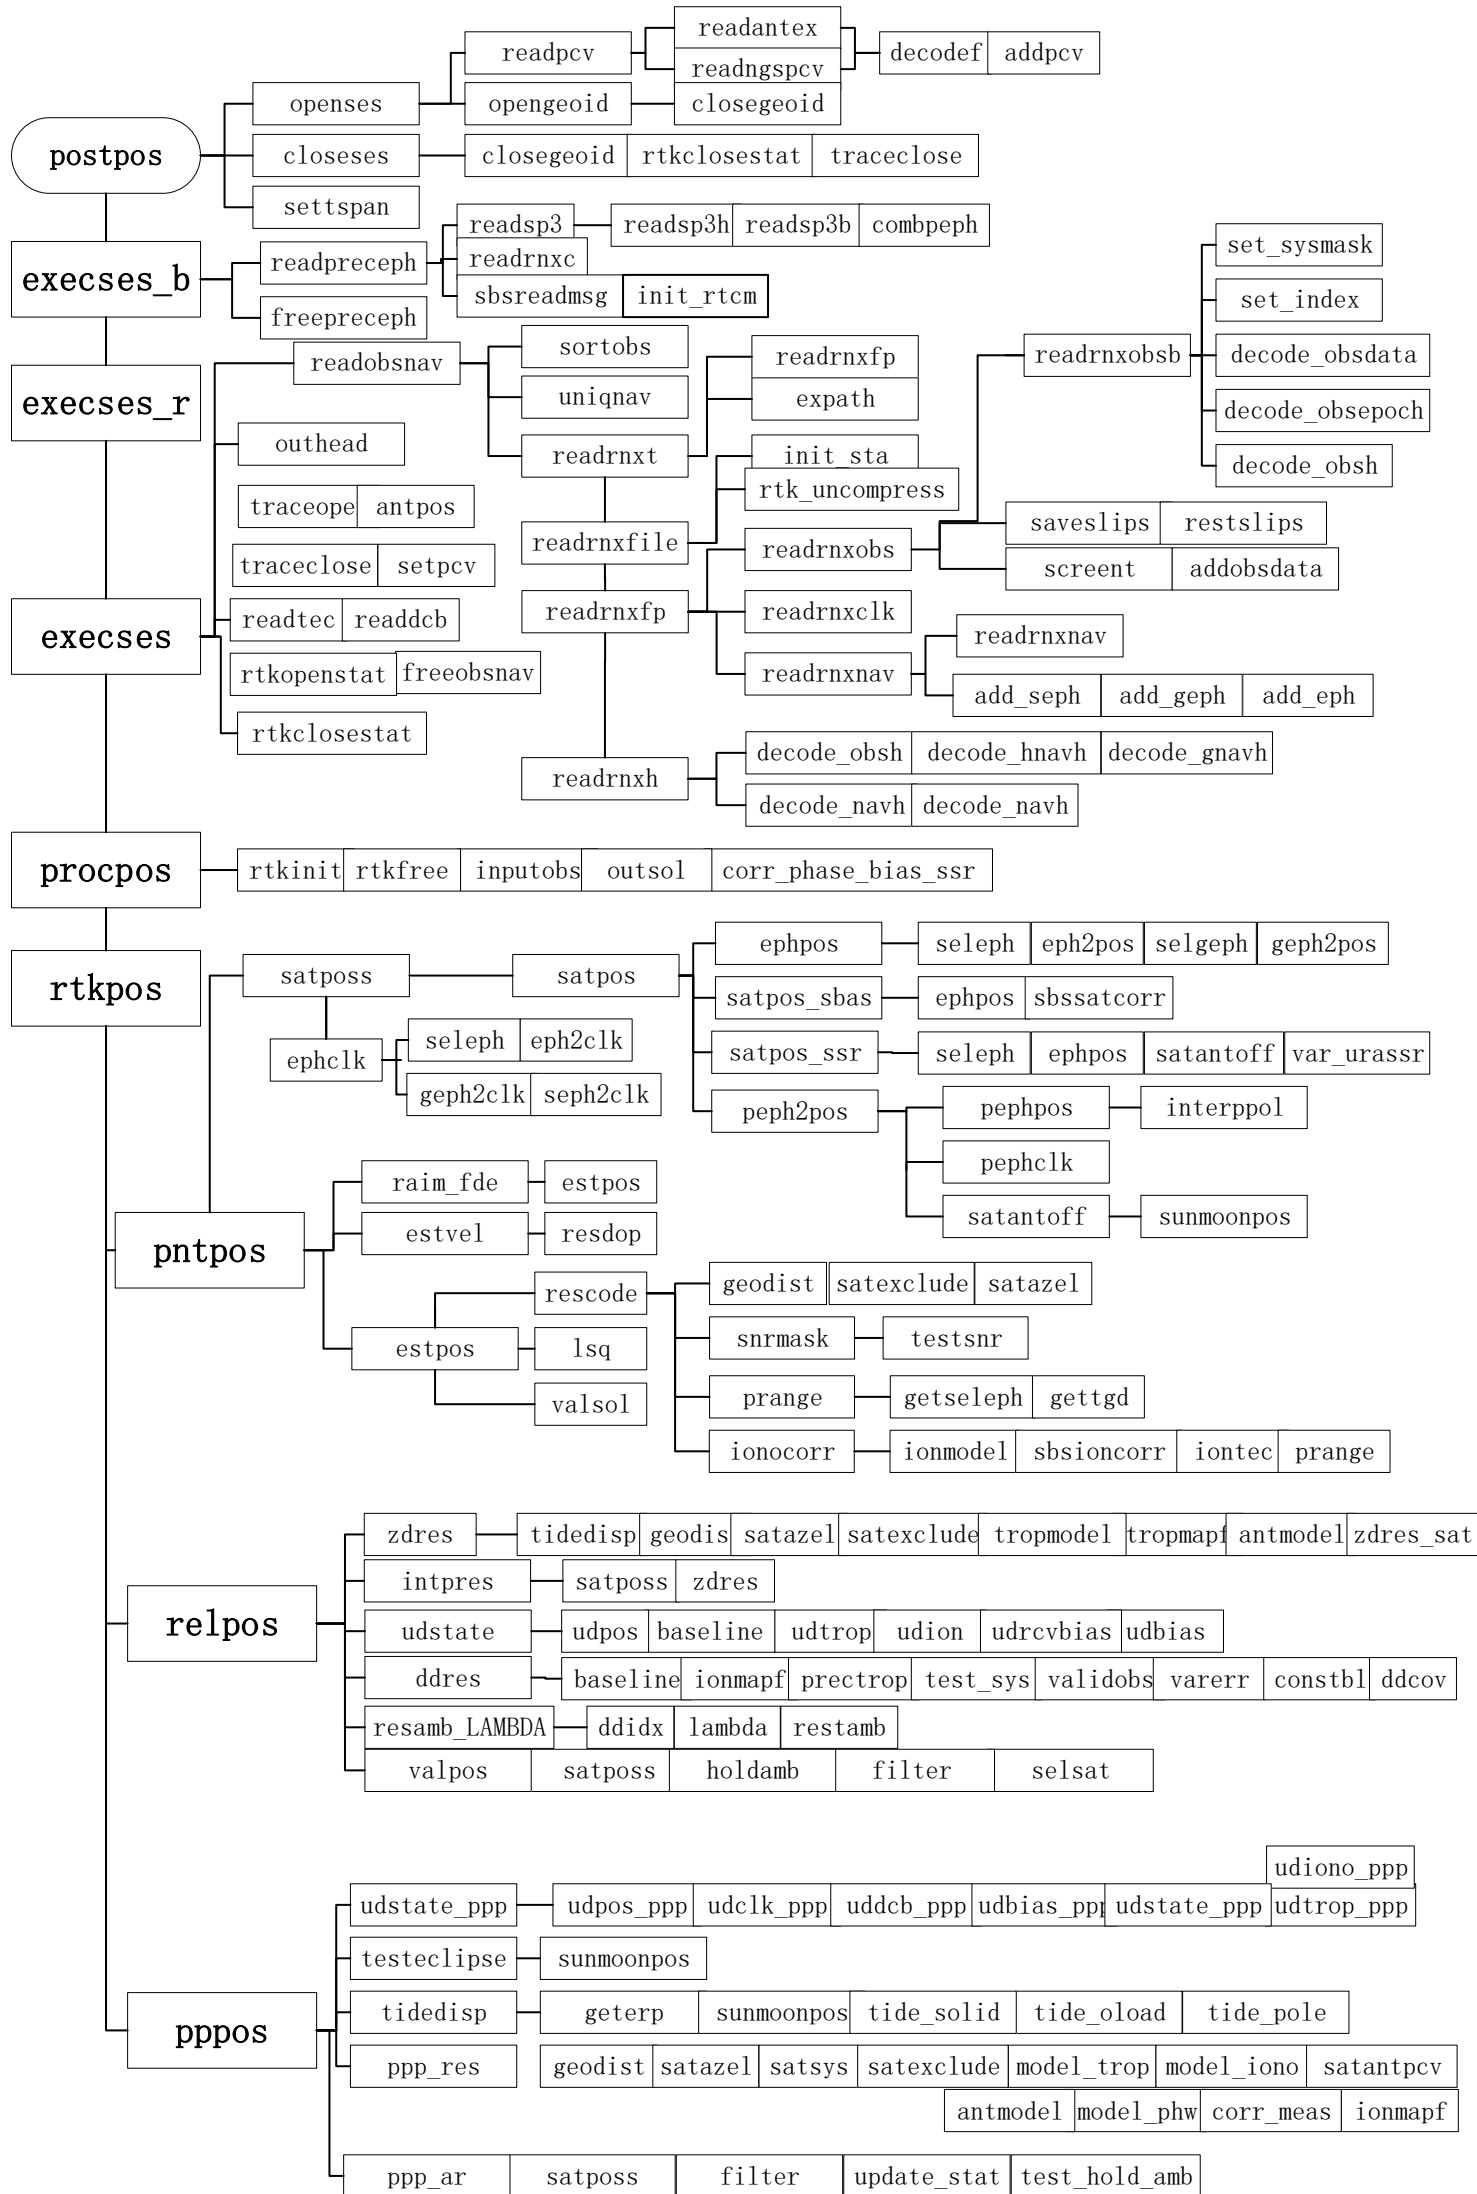 readantex
readpcv decodef addpcv
readngspcv
openses opengeoid closegeoid
postpos closeses closegeoid rtkclosestat traceclose
settspan
readsp3 readsp3h readsp3b combpeph
execses_b readpreceph readrnxc set_sysmask
sbsreadmsg init_rtcm set_index
freepreceph
sortobs
readobsnav readrnxfp readrnxobsb decode_obsdata
execses_r uniqnav expath decode_obsepoch
outhead readrnxt init_sta decode_obsh
rtk_uncompress
traceope antpos saveslips restslips
readrnxfile readrnxobs
traceclose setpcv screent addobsdata
execses readtec readdcb readrnxfp readrnxclk
readrnxnav
rtkopenstat freeobsnav readrnxnav
add_seph add_geph add_eph
rtkclosestat
decode_obsh decode_hnavh decode_gnavh
readrnxh
decode_navh decode_navh
procpos rtkinit rtkfree inputobs outsol corr_phase_bias_ssr
ephpos seleph eph2pos selgeph geph2pos
rtkpos satposs satpos
satpos_sbas ephpos sbssatcorr
seleph eph2clk
ephclk satpos_ssr seleph ephpos satantoff var_urassr
geph2clk seph2clk
peph2pos pephpos interppol
pephclk
raim_fde estpos
satantoff sunmoonpos
estvel resdop
pntpos
rescode geodist satexclude satazel
estpos lsq snrmask testsnr
valsol prange getseleph gettgd
ionocorr ionmodel sbsioncorr iontec prange
zdres tidedisp geodis satazel satexclude tropmodel tropmapf antmodel zdres_sat
intpres satposs zdres
relpos udstate udpos baseline udtrop udion udrcvbias udbias
ddres baseline ionmapf prectrop test_sys validobs varerr constbl ddcov
resamb_LAMBDA ddidx lambda restamb
valpos satposs holdamb filter selsat
udiono_ppp
udstate_ppp udpos_ppp udclk_ppp uddcb_ppp udbias_ppp udstate_ppp udtrop_ppp
testeclipse sunmoonpos
tidedisp geterp sunmoonpos tide_solid tide_oload tide_pole
pppos
ppp_res geodist satazel satsys satexclude model_trop model_iono satantpcv
antmodel model_phw corr_meas ionmapf
ppp_ar satposs filter update_stat test_hold_amb